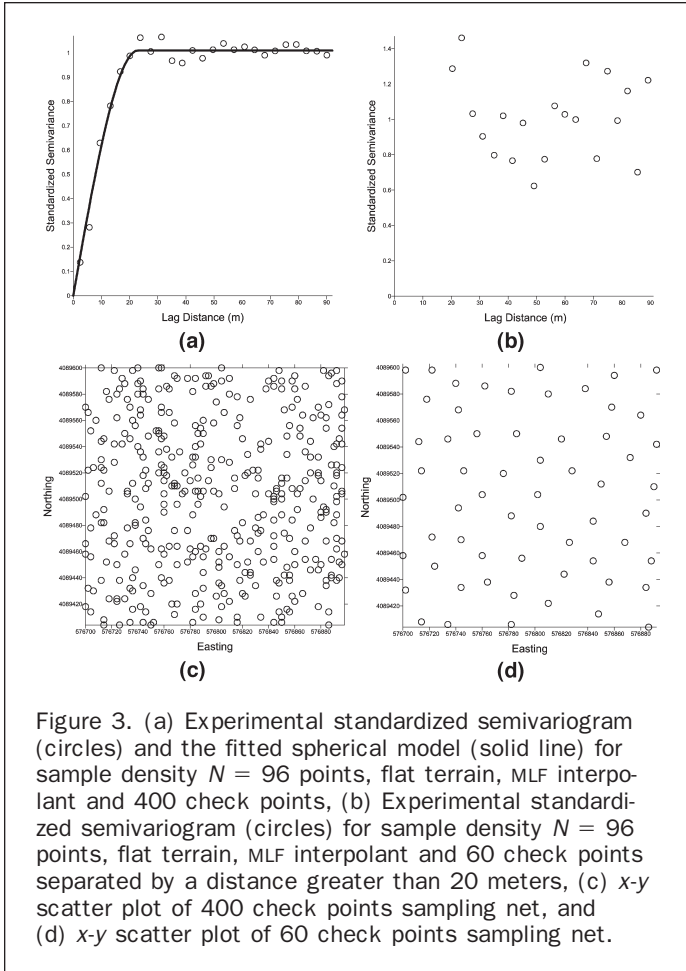 1
0.9
0.8
0.7
0.6
0.5
0.4
0.3
0.2
0.1
0
Standardized Semivariance
0 10 20 30 40 50 60 70 80 90
Lag Distance (m)
(a)
1.4
1.2
1
0.8
0.6
0.4
0.2
0
Standardized Semivariance
0 10 20 30 40 50 60 70 80 90
Lag Distance (m)
(b)
4089600
4089580
4089560
4089540
4089520
4089500
4089480
4089460
4089440
4089420
Northing
576700 576720 576740 576760 576780 576800 576820 576840 576860 576880
Easting
(c)
4089600
4089580
4089560
4089540
4089520
4089500
4089480
4089460
4089440
4089420
Northing
576700 576720 576740 576760 576780 576800 576820 576840 576860 576880
Easting
(d)
Figure 3. (a) Experimental standardized semivariogram
(circles) and the fitted spherical model (solid line) for
sample density N = 96 points, flat terrain, MLF interpo-
lant and 400 check points, (b) Experimental standardi-
zed semivariogram (circles) for sample density N = 96
points, flat terrain, MLF interpolant and 60 check points
separated by a distance greater than 20 meters, (c) x-y
scatter plot of 400 check points sampling net, and
(d) x-y scatter plot of 60 check points sampling net.